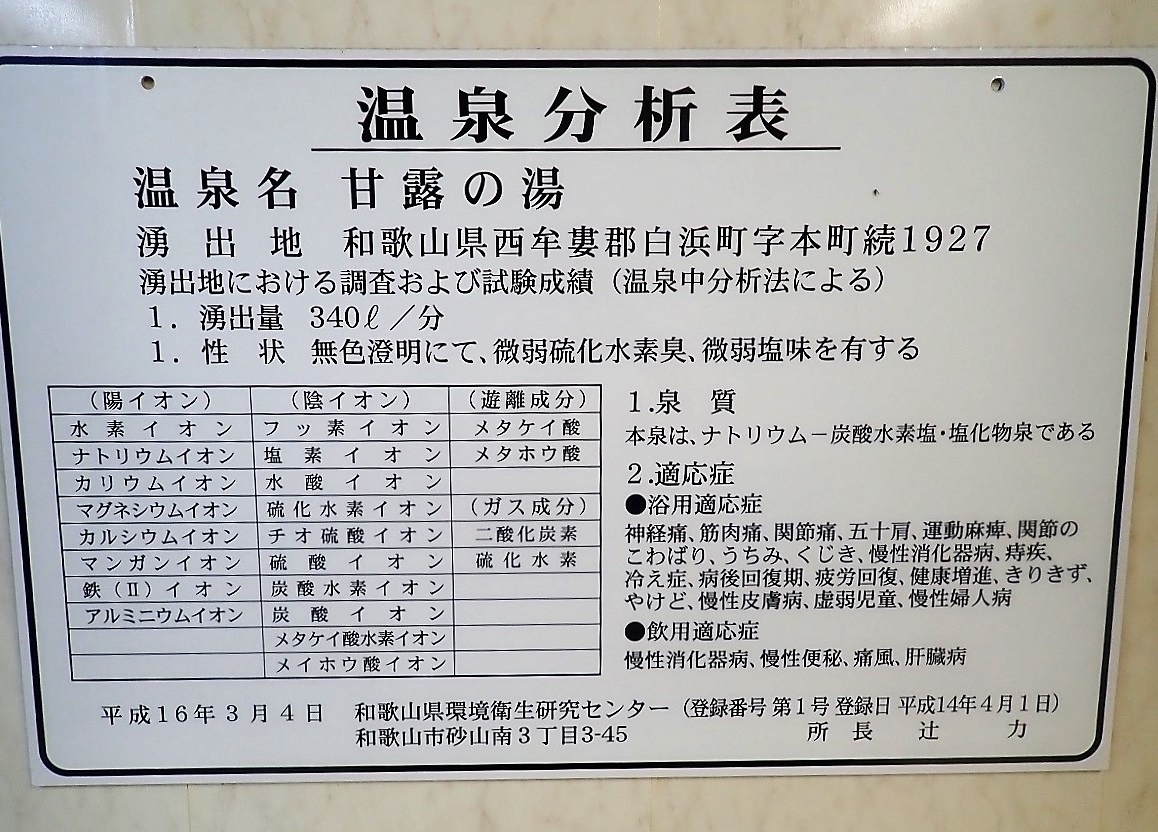 温泉分析表
温泉名 甘露の湯
湧出地 和歌山県西牟婁郡白浜町字本町続1927
湧出地における調査および試験成績（温泉中分析法による）
1．湧出量 340ℓ／分
1．性状 無色澄明にて、微弱硫化水素臭、微弱塩味を有する
（陽イオン） （陰イオン） （遊離成分）
水素イオン フッ素イオン メタケイ酸
ナトリウムイオン 塩素イオン メタホウ酸
カリウムイオン 水酸イオン
マグネシウムイオン 硫化水素イオン （ガス成分）
カルシウムイオン チオ硫酸イオン 二酸化炭素
マンガンイオン 硫酸イオン 硫化水素
鉄（Ⅱ）イオン 炭酸水素イオン
アルミニウムイオン 炭酸イオン
メタケイ酸水素イオン
メイホウ酸イオン
1.泉質
本泉は、ナトリウム－炭酸水素塩・塩化物泉である
2.適応症
●浴用適応症
神経痛、筋肉痛、関節痛、五十肩、運動麻痺、関節の
こわばり、うちみ、くじき、慢性消化器病、痔疾、
冷え症、病後回復期、疲労回復、健康増進、きりきず、
やけど、慢性皮膚病、虚弱児童、慢性婦人病
●飲用適応症
慢性消化器病、慢性便秘、痛風、肝臓病
平成16年3月4日 和歌山県環境衛生研究センター（登録番号 第1号 登録日 平成14年4月1日）
和歌山市砂山南3丁目3-45 所長 辻 力